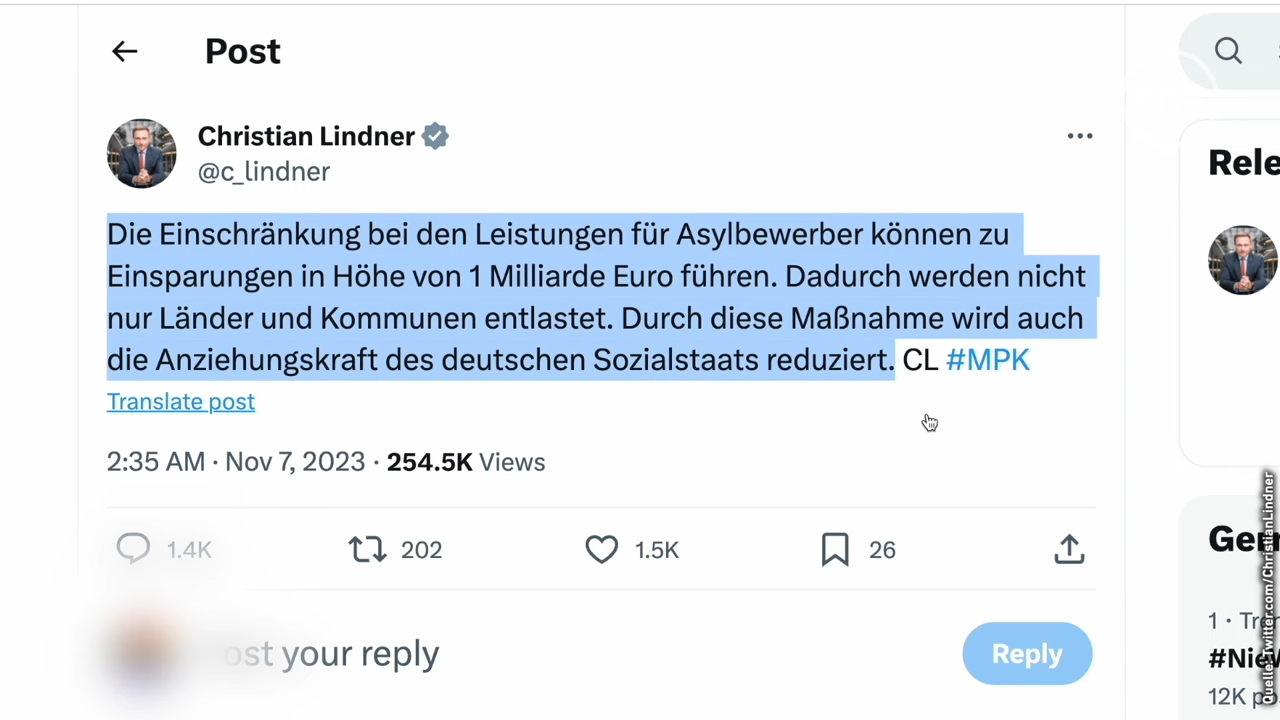 Post
Christian Lindner
@c_lindner
Die Einschränkung bei den Leistungen für Asylbewerber können zu
Einsparungen in Höhe von 1 Milliarde Euro führen. Dadurch werden nicht
nur Länder und Kommunen entlastet. Durch diese Maßnahme wird auch
die Anziehungskraft des deutschen Sozialstaats reduziert. CL #MPK
Translate post
2:35 AM · Nov 7, 2023 · 254.5K Views
1.4K 202 1.5K 26
your reply
Reply
1 ·
12K
Quelle: Twitter.com/ChristianLindner